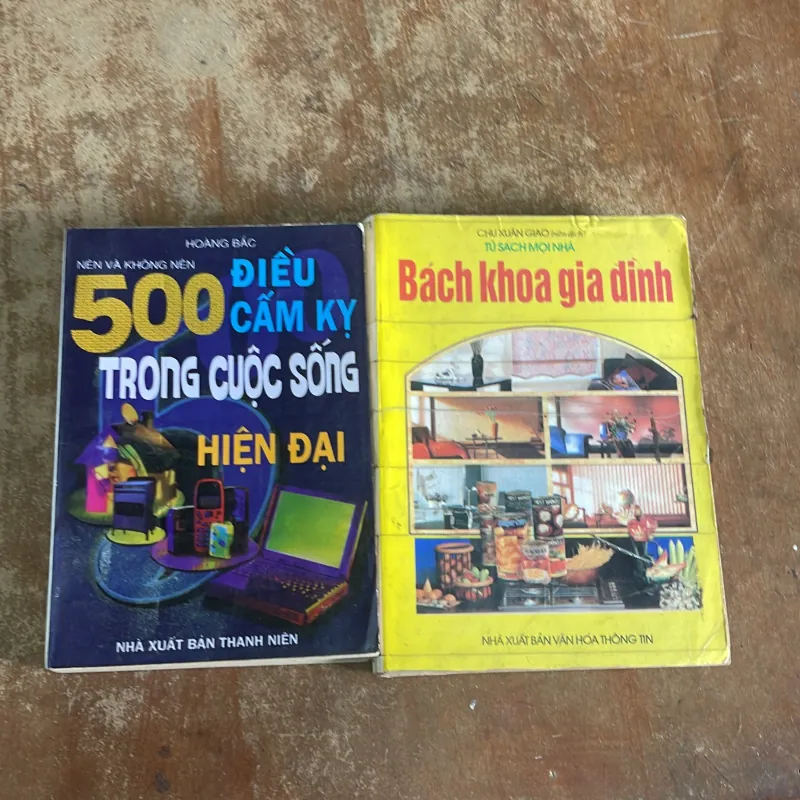 HOÀNG BẮC
NÊN VÀ KHÔNG NÊN
500 ĐIỀU
CẤM KỴ
TRONG CUỘC SỐNG
HIỆN ĐẠI
NHÀ XUẤT BẢN THANH NIÊN
CHU XUÂN GIAO
TỦ SÁCH MỌI NHÀ
Bách khoa gia đình
NHÀ XUẤT BẢN VĂN HÓA THÔNG TIN